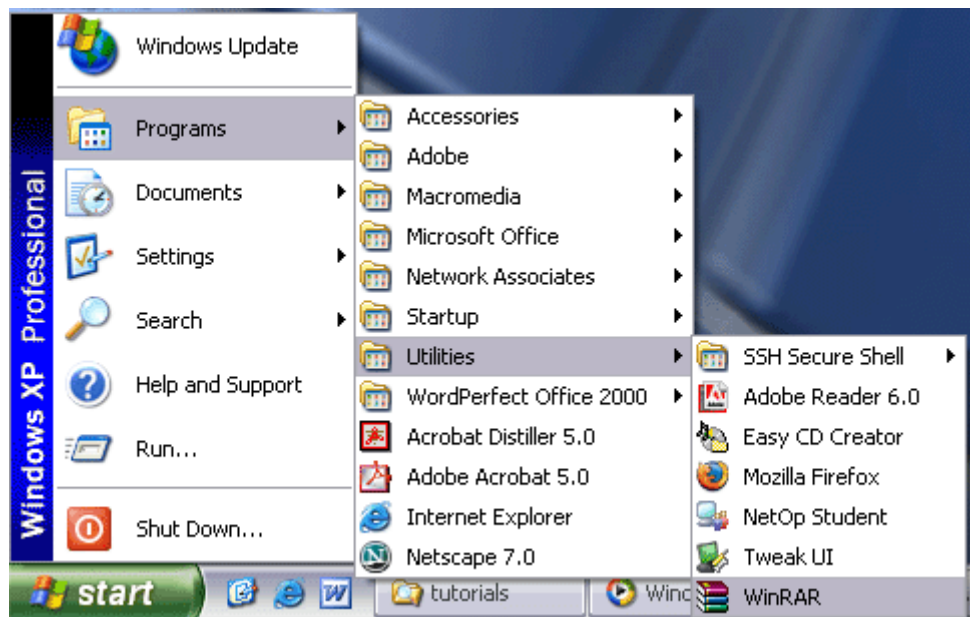 Windows XP Professional
Windows Update
Programs
Documents
Settings
Search
Help and Support
Run...
Shut Down...
Accessories
Adobe
Macromedia
Microsoft Office
Network Associates
Startup
Utilities
WordPerfect Office 2000
Acrobat Distiller 5.0
Adobe Acrobat 5.0
Internet Explorer
Netscape 7.0
SSH Secure Shell
Adobe Reader 6.0
Easy CD Creator
Mozilla Firefox
NetOp Student
Tweak UI
WinRAR
start
tutorials